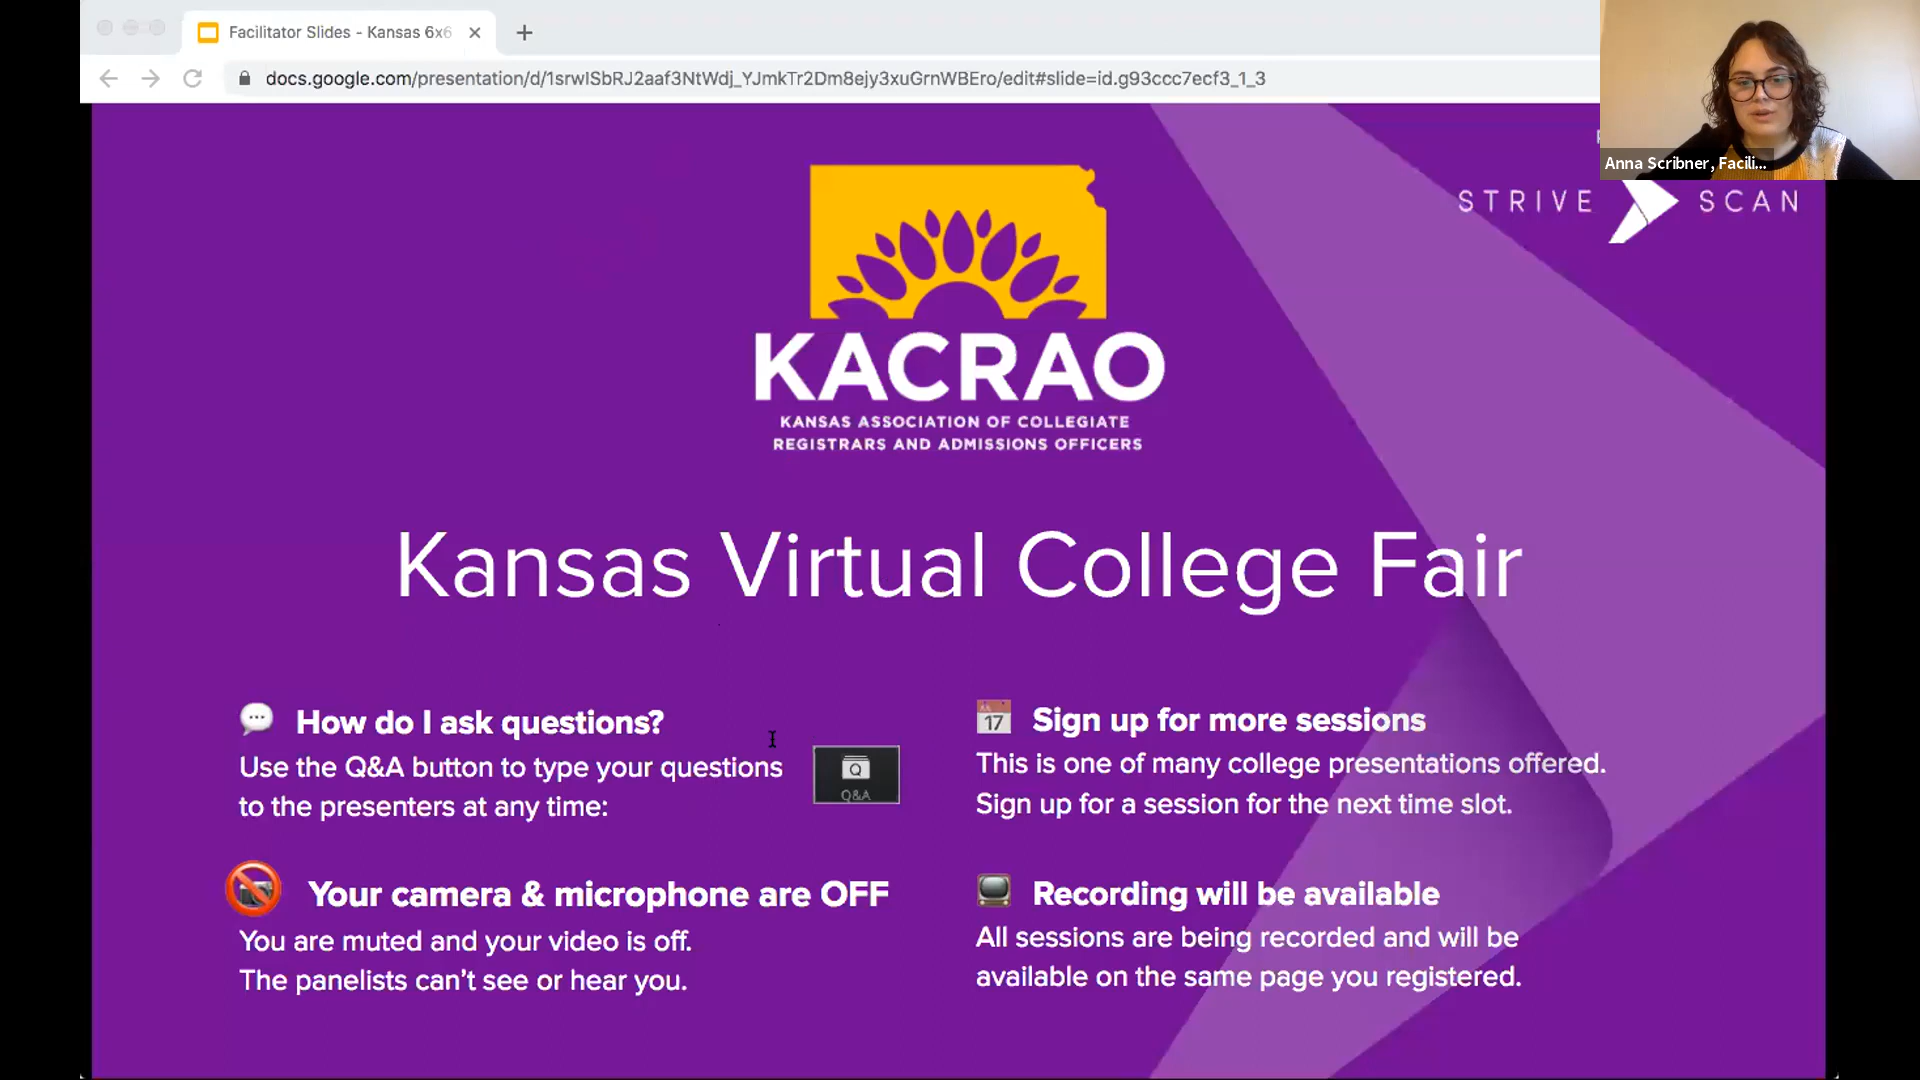 Facilitator Slides - Kansas 6x6
docs.google.com/presentation/d/1srwISbRJ2aaf3NtWdj_YJmkTr2Dm8ejy3xuGrnWBEro/edit#slide=id.g93ccc7ecf3_1_3
Anna Scribner, Facili...
STRIVE SCAN
KACRAO
KANSAS ASSOCIATION OF COLLEGIATE
REGISTRARS AND ADMISSIONS OFFICERS
Kansas Virtual College Fair
How do I ask questions?
Use the Q&A button to type your questions
to the presenters at any time:
Q
Q&A
Your camera & microphone are OFF
You are muted and your video is off.
The panelists can't see or hear you.
17
Sign up for more sessions
This is one of many college presentations offered.
Sign up for a session for the next time slot.
Recording will be available
All sessions are being recorded and will be
available on the same page you registered.